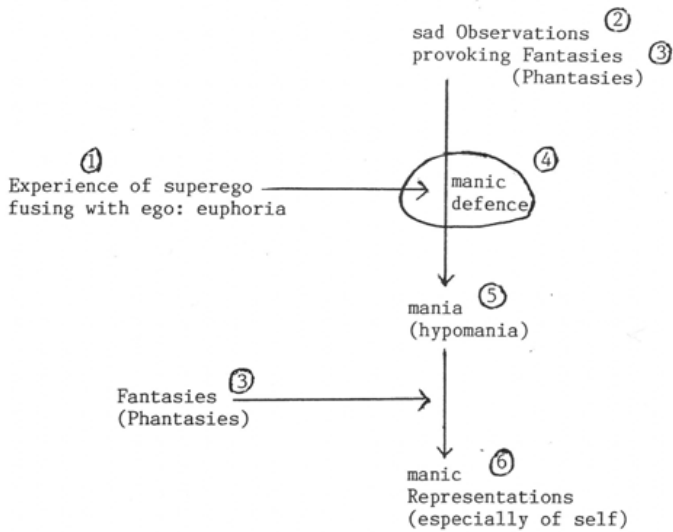 ②
sad Observations
provoking Fantasies ③
(Phantasies)
①
Experience of superego
fusing with ego: euphoria
④
manic
defence
mania ⑤
(hypomania)
Fantasies ③
(Phantasies)
manic ⑥
Representations
(especially of self)